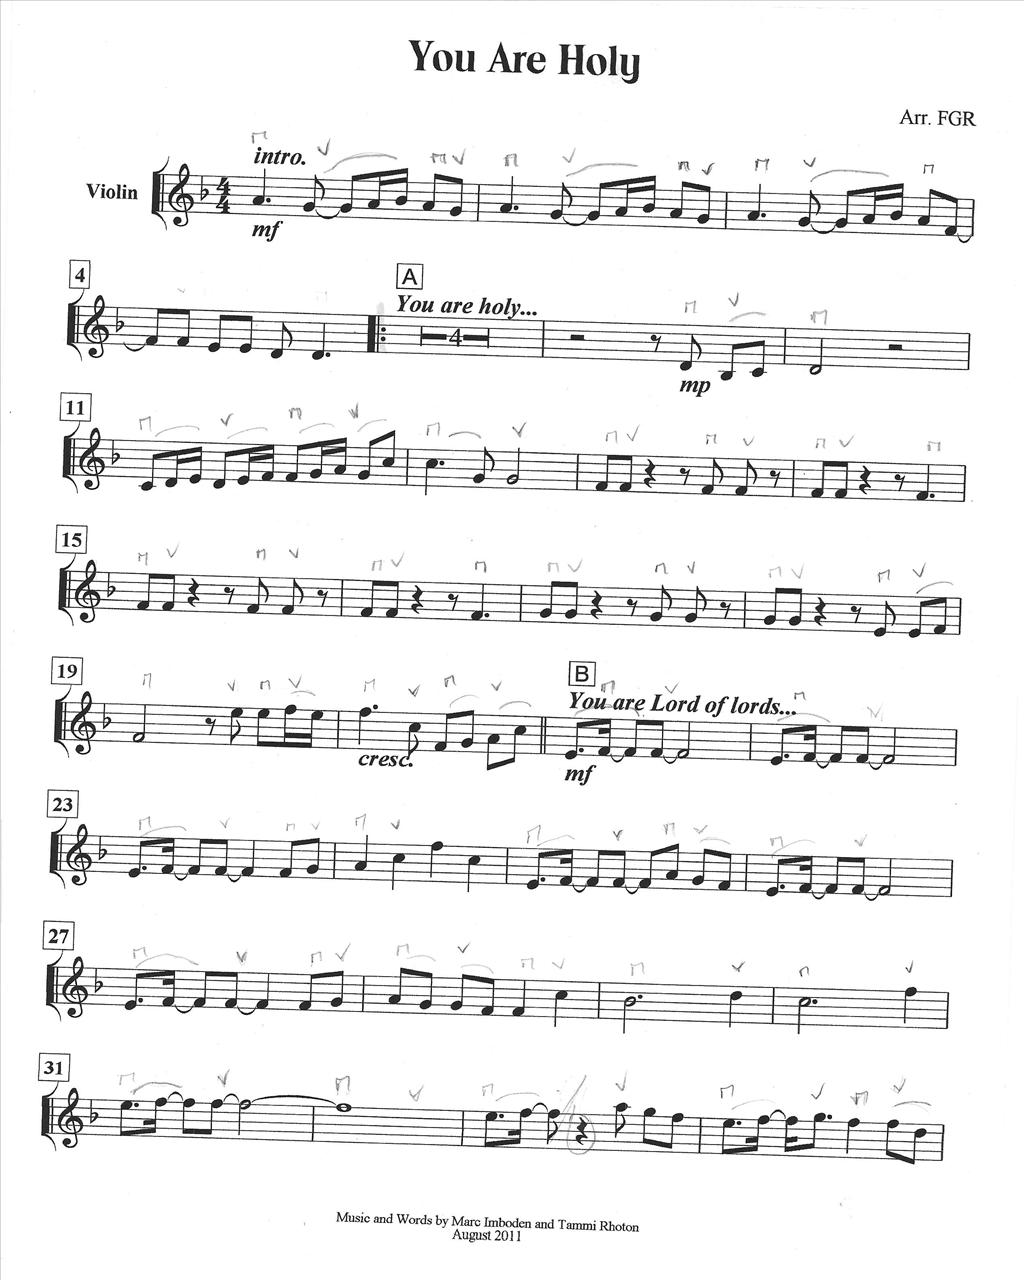 You Are Holy
Arr. FGR
intro.
Violin
4
4
mf
4
A
You are holy...
4
mp
11
15
19
B
You are Lord of lords...
cresc.
mf
23
27
31
Music and Words by Marc Imboden and Tammi Rhoton
August 2011